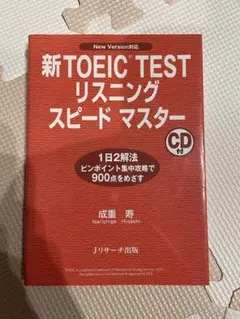 New Version対応
新TOEIC® TEST
リスニング
スピード マスター
CD
付
1日2解法
ピンポイント集中攻略で
900点をめざす
成重 寿
Narishige Hisashi
Jリサーチ出版